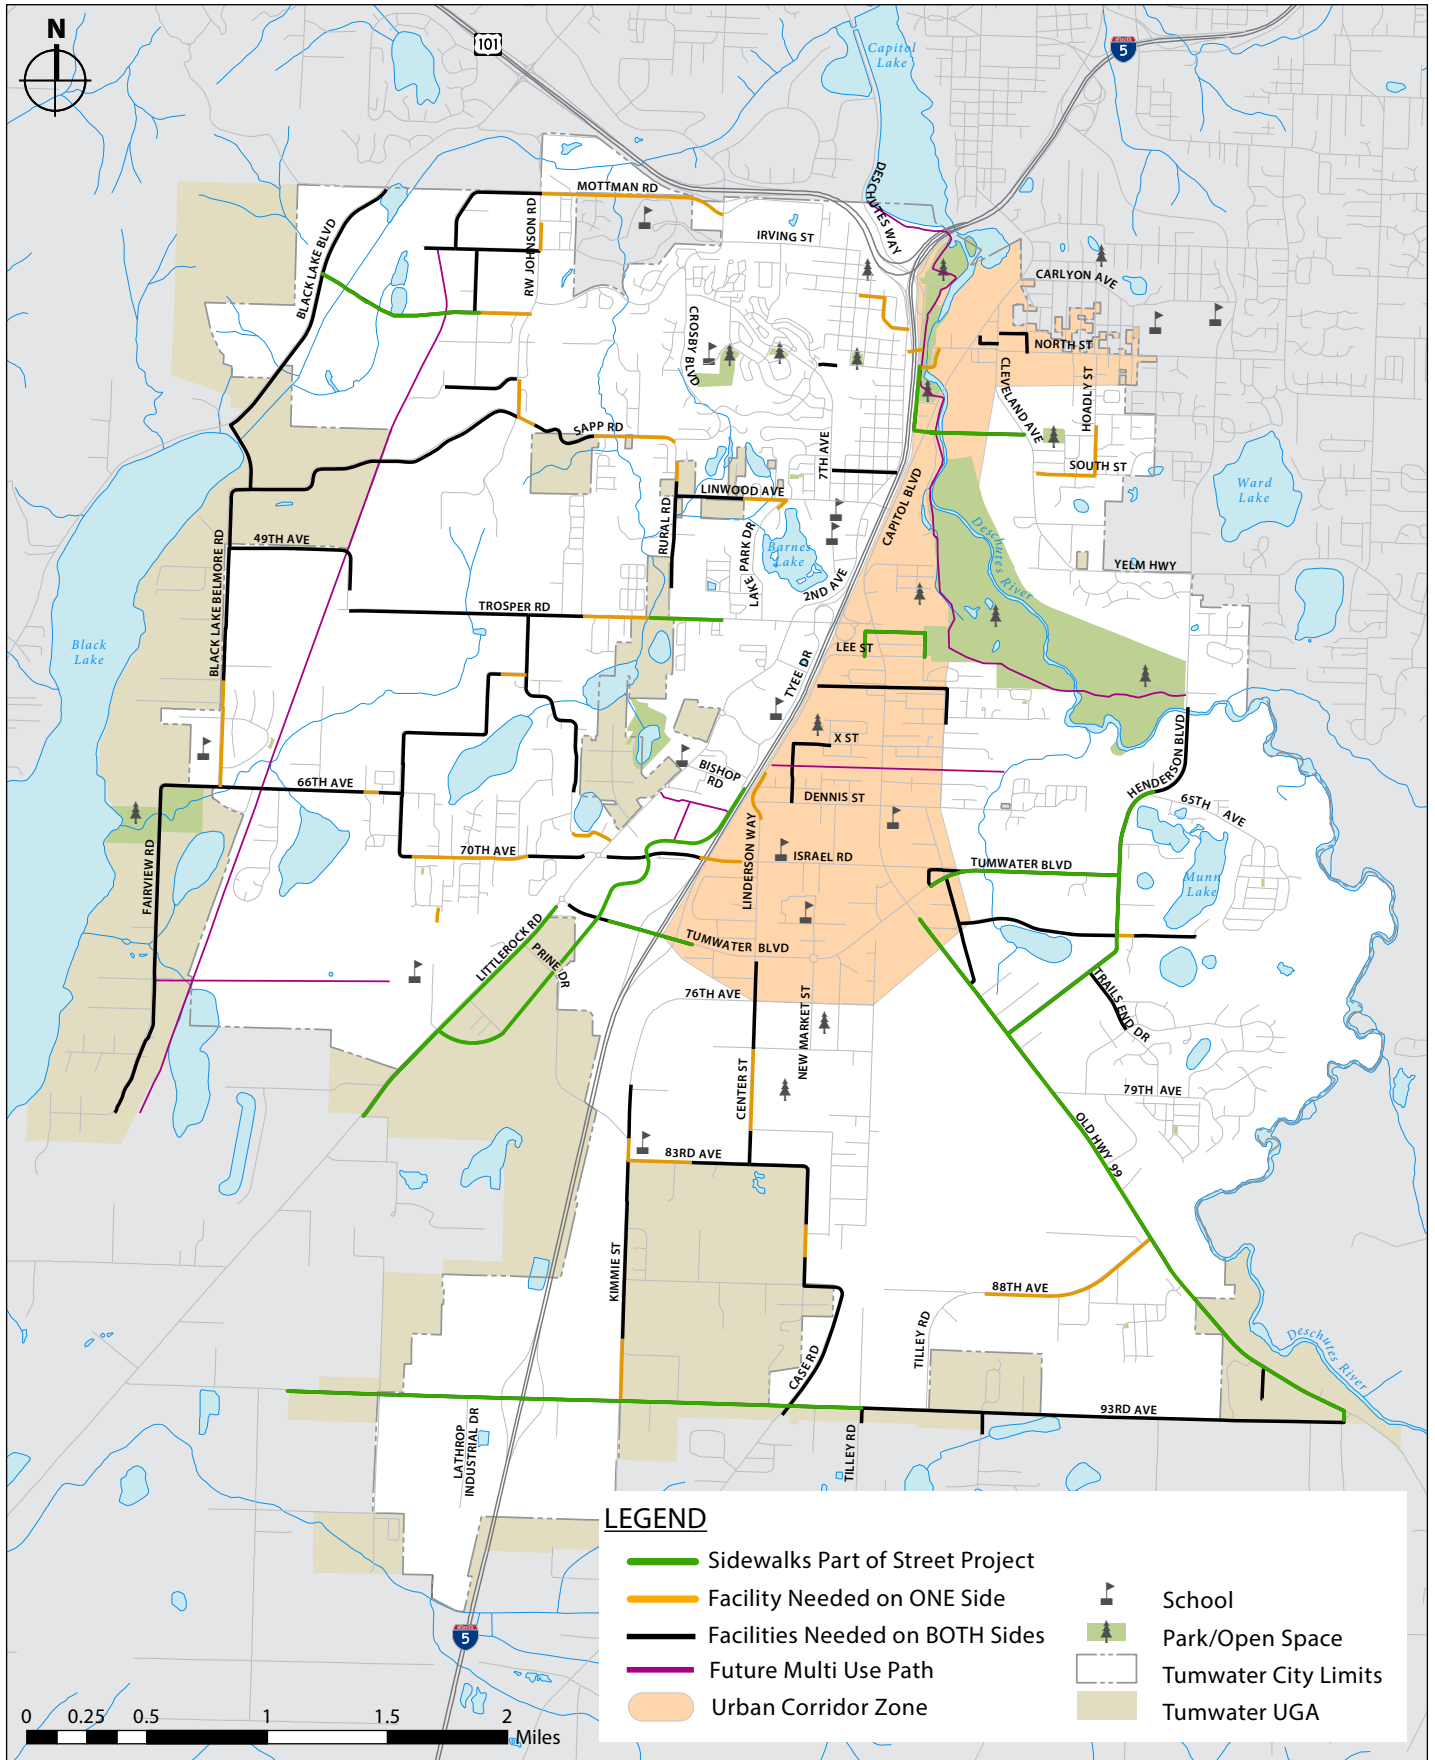 N
101
5
Capitol
Lake
DESCHUTES WAY
MOTTMAN RD
RW JOHNSON RD
IRVING ST
CARLYON AVE
BLACK LAKE BLVD
CROSBY BLVD
NORTH ST
CLEVELAND AVE
HOADLY ST
SAPP RD
7TH AVE
SOUTH ST
LINWOOD AVE
CAPITOL BLVD
Ward
Lake
RURAL RD
LAKE PARK DR
Barnes
Lake
Deschutes River
49TH AVE
BLACK LAKE BELMORE RD
YELM HWY
2ND AVE
TROSPER RD
Black
Lake
LEE ST
TYEE DR
X ST
HENDERSON BLVD
BISHOP
RD
66TH AVE
DENNIS ST
65TH AVE
LINDERSON WAY
70TH AVE
ISRAEL RD
TUMWATER BLVD
FAIRVIEW RD
Munn
Lake
LITTLEROCK RD
PRINE DR
TUMWATER BLVD
TRAILS END DR
76TH AVE
NEW MARKET ST
CENTER ST
79TH AVE
OLD HWY 99
83RD AVE
KIMMIE ST
88TH AVE
TILLEY RD
CASE RD
Deschutes
River
93RD AVE
LATHROP
INDUSTRIAL DR
TILLEY RD
5
LEGEND
Sidewalks Part of Street Project
Facility Needed on ONE Side
Facilities Needed on BOTH Sides
Future Multi Use Path
Urban Corridor Zone
School
Park/Open Space
Tumwater City Limits
Tumwater UGA
0 0.25 0.5 1 1.5 2
Miles